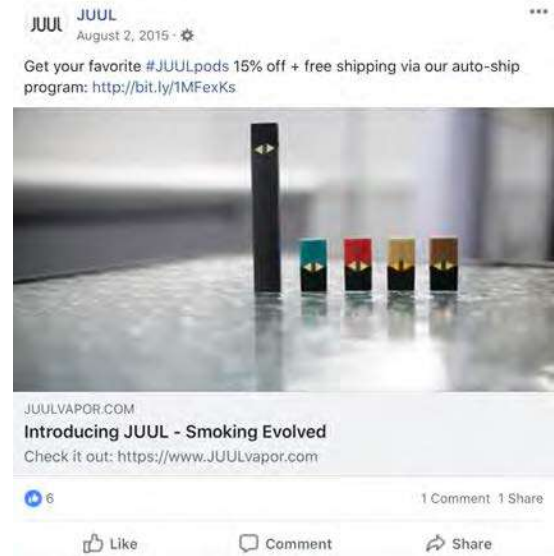 JUUL
JUUL
August 2, 2015 ·
Get your favorite #JUULpods 15% off + free shipping via our auto-ship
program: http://bit.ly/1MFexKs
JUULVAPOR.COM
Introducing JUUL - Smoking Evolved
Check it out: https://www.JUULvapor.com
6
1 Comment 1 Share
Like Comment Share